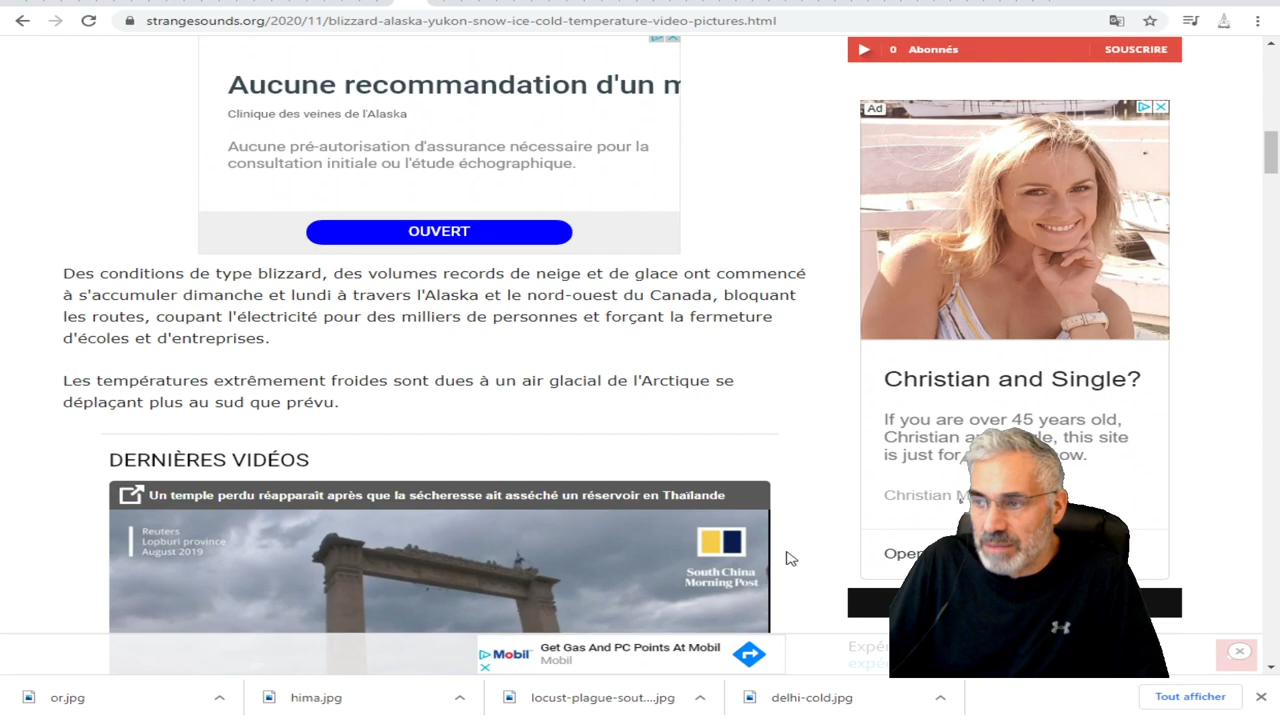 strangesounds.org/2020/11/blizzard-alaska-yukon-snow-ice-cold-temperature-video-pictures.html
Aucune recommandation d'un m
Clinique des veines de l'Alaska
Aucune pré-autorisation d'assurance nécessaire pour la
consultation initiale ou l'étude échographique.
OUVERT
Des conditions de type blizzard, des volumes records de neige et de glace ont commencé
à s'accumuler dimanche et lundi à travers l'Alaska et le nord-ouest du Canada, bloquant
les routes, coupant l'électricité pour des milliers de personnes et forçant la fermeture
d'écoles et d'entreprises.
Les températures extrêmement froides sont dues à un air glacial de l'Arctique se
déplaçant plus au sud que prévu.
DERNIÈRES VIDÉOS
Un temple perdu réapparaît après que la sécheresse ait asséché un réservoir en Thaïlande
Reuters
Lopburi province
August 2019
South China
Morning Post
0 Abonnés SOUSCRIRE
Ad
Christian and Single?
If you are over 45 years old,
Christian this site
is just for
Christian
Open
Mobil
Get Gas And PC Points At Mobil
Mobil
or.jpg
hima.jpg
locust-plague-sout....jpg
delhi-cold.jpg
Tout afficher